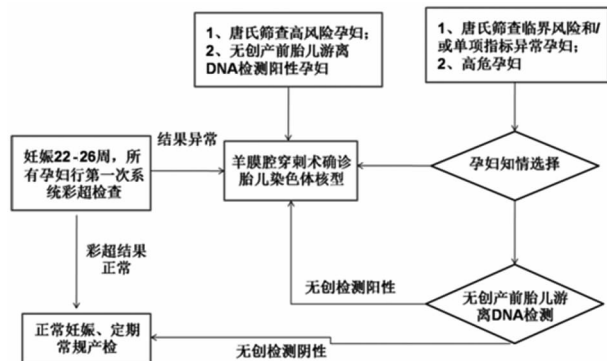 1、唐氏筛查高风险孕妇；
2、无创产前胎儿游离
DNA检测阳性孕妇
1、唐氏筛查临界风险和/
或单项指标异常孕妇；
2、高危孕妇
妊娠22-26周，所
有孕妇行第一次系
统彩超检查
结果异常
羊膜腔穿刺术确诊
胎儿染色体核型
孕妇知情选择
彩超结果
正常
无创检测阳性
无创产前胎儿游
离DNA检测
正常妊娠、定期
常规产检
无创检测阴性